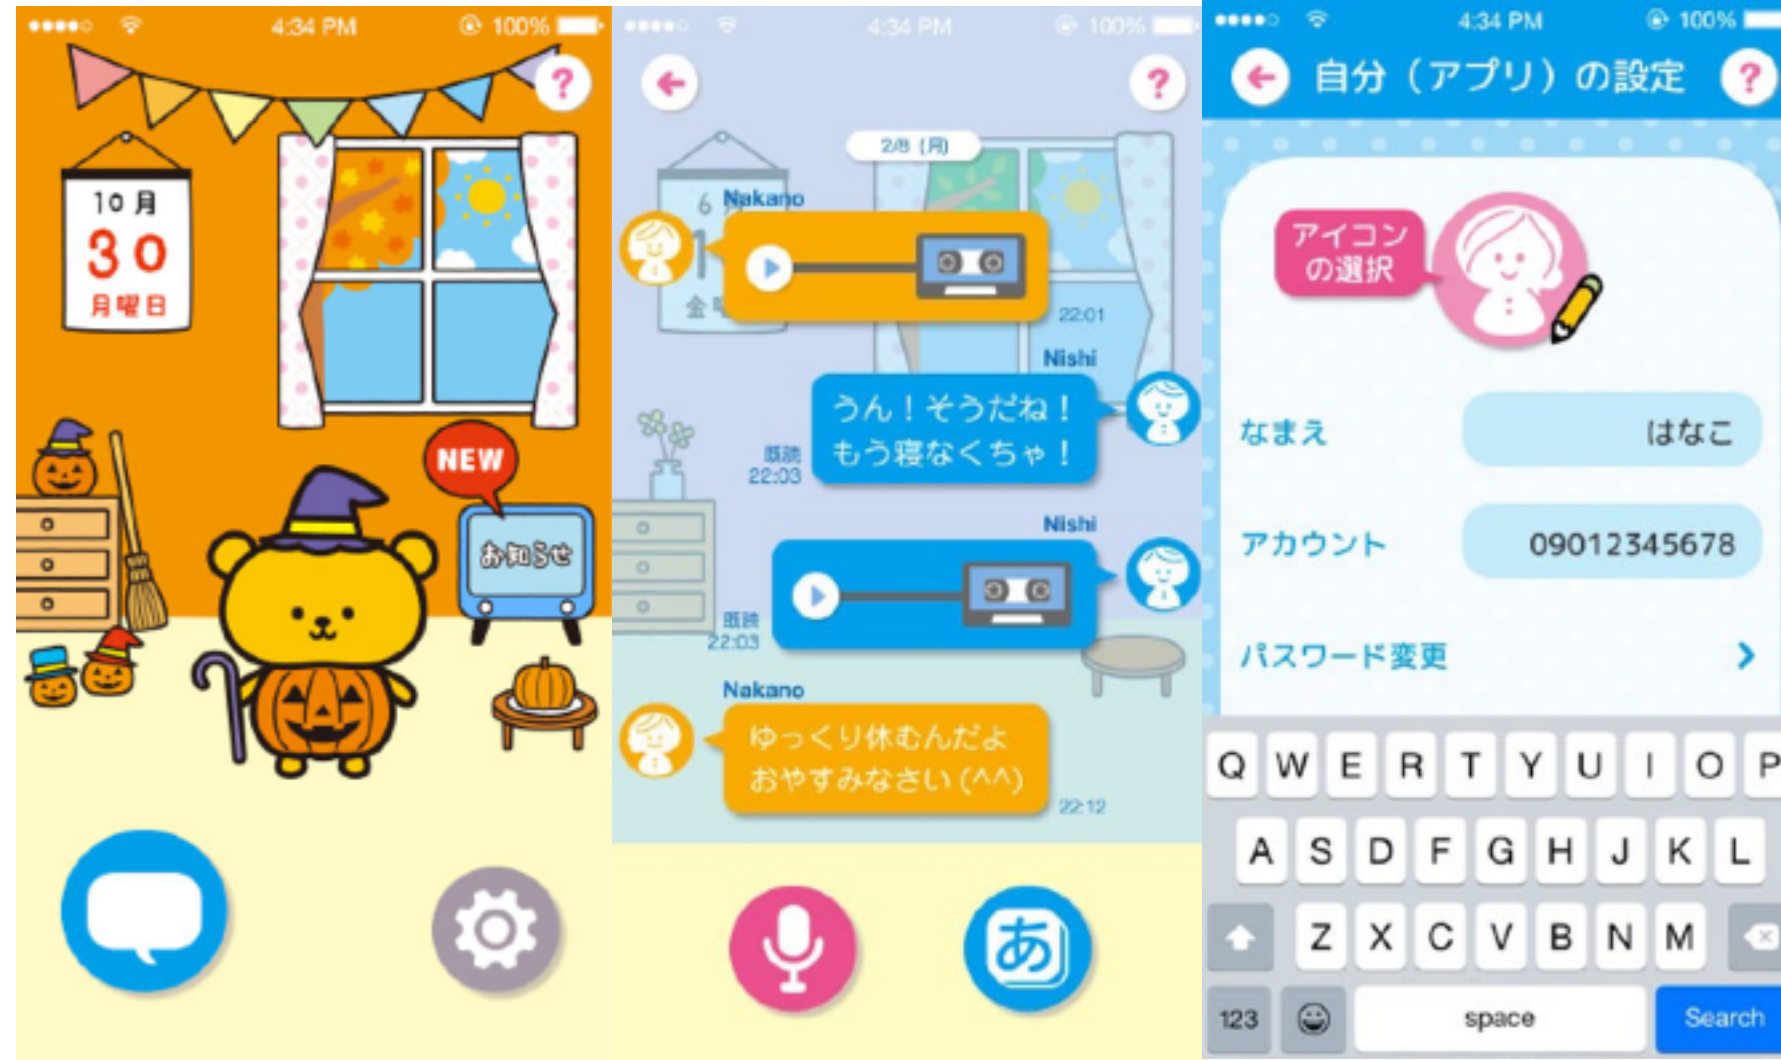 4:34 PM
100%
?
10月
30
月曜日
NEW
お知らせ
4:34 PM
100%
?
2/8 (月)
6
Nakano
1
金
22:01
Nishi
うん！そうだね！
もう寝なくちゃ！
既読
22:03
Nishi
既読
22:03
Nakano
ゆっくり休むんだよ
おやすみなさい(^^)
22:12
あ
4:34 PM
100%
自分（アプリ）の設定
?
アイコン
の選択
なまえ
はなこ
アカウント
09012345678
パスワード変更
Q W E R T Y U I O P
A S D F G H J K L
Z X C V B N M
123
space
Search